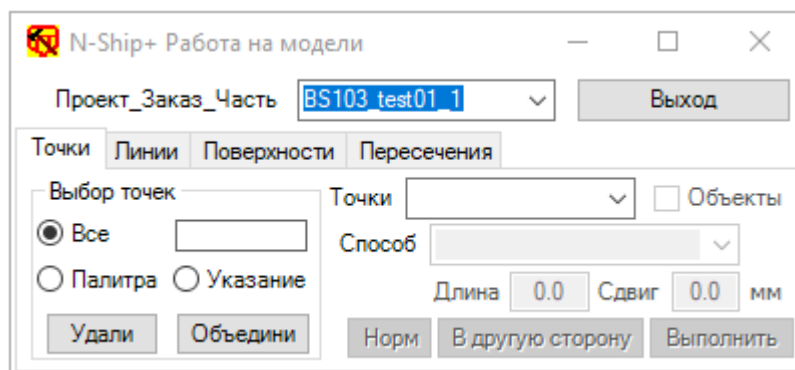 N-Ship+ Работа на модели
Проект_Заказ_Часть BS103_test01_1 Выход
Точки Линии Поверхности Пересечения
Выбор точек Точки Объекты
Все Способ
Палитра Указание Длина 0.0 Сдвиг 0.0 мм
Удали Объедини Норм В другую сторону Выполнить